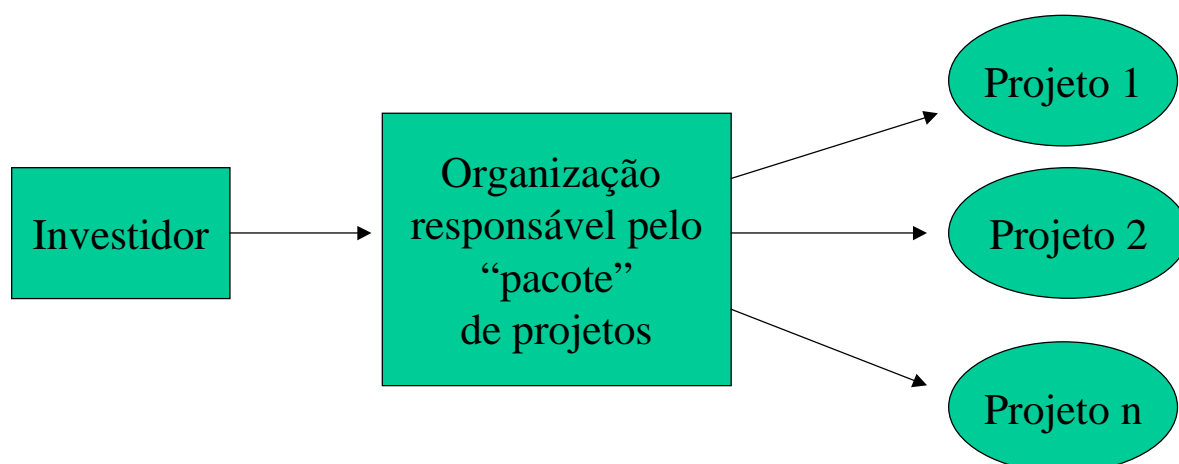 Investidor
Organização
responsável pelo
“pacote”
de projetos
Projeto 1
Projeto 2
Projeto n